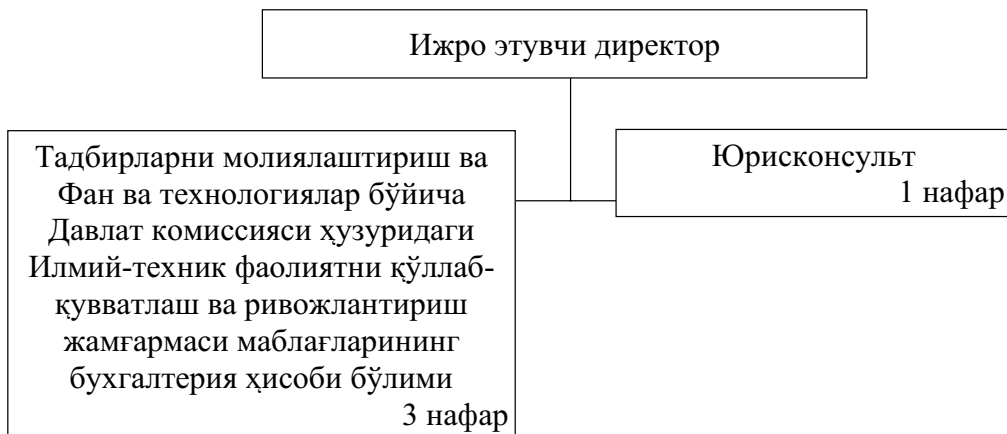 Ижро этувчи директор
Тадбирларни молиялаштириш ва
Фан ва технологиялар бўйича
Давлат комиссияси ҳузуридаги
Илмий-техник фаолиятни қўллаб-
қувватлаш ва ривожлантириш
жамғармаси маблағларининг
бухгалтерия ҳисоби бўлими
3 нафар
Юрисконсульт
1 нафар